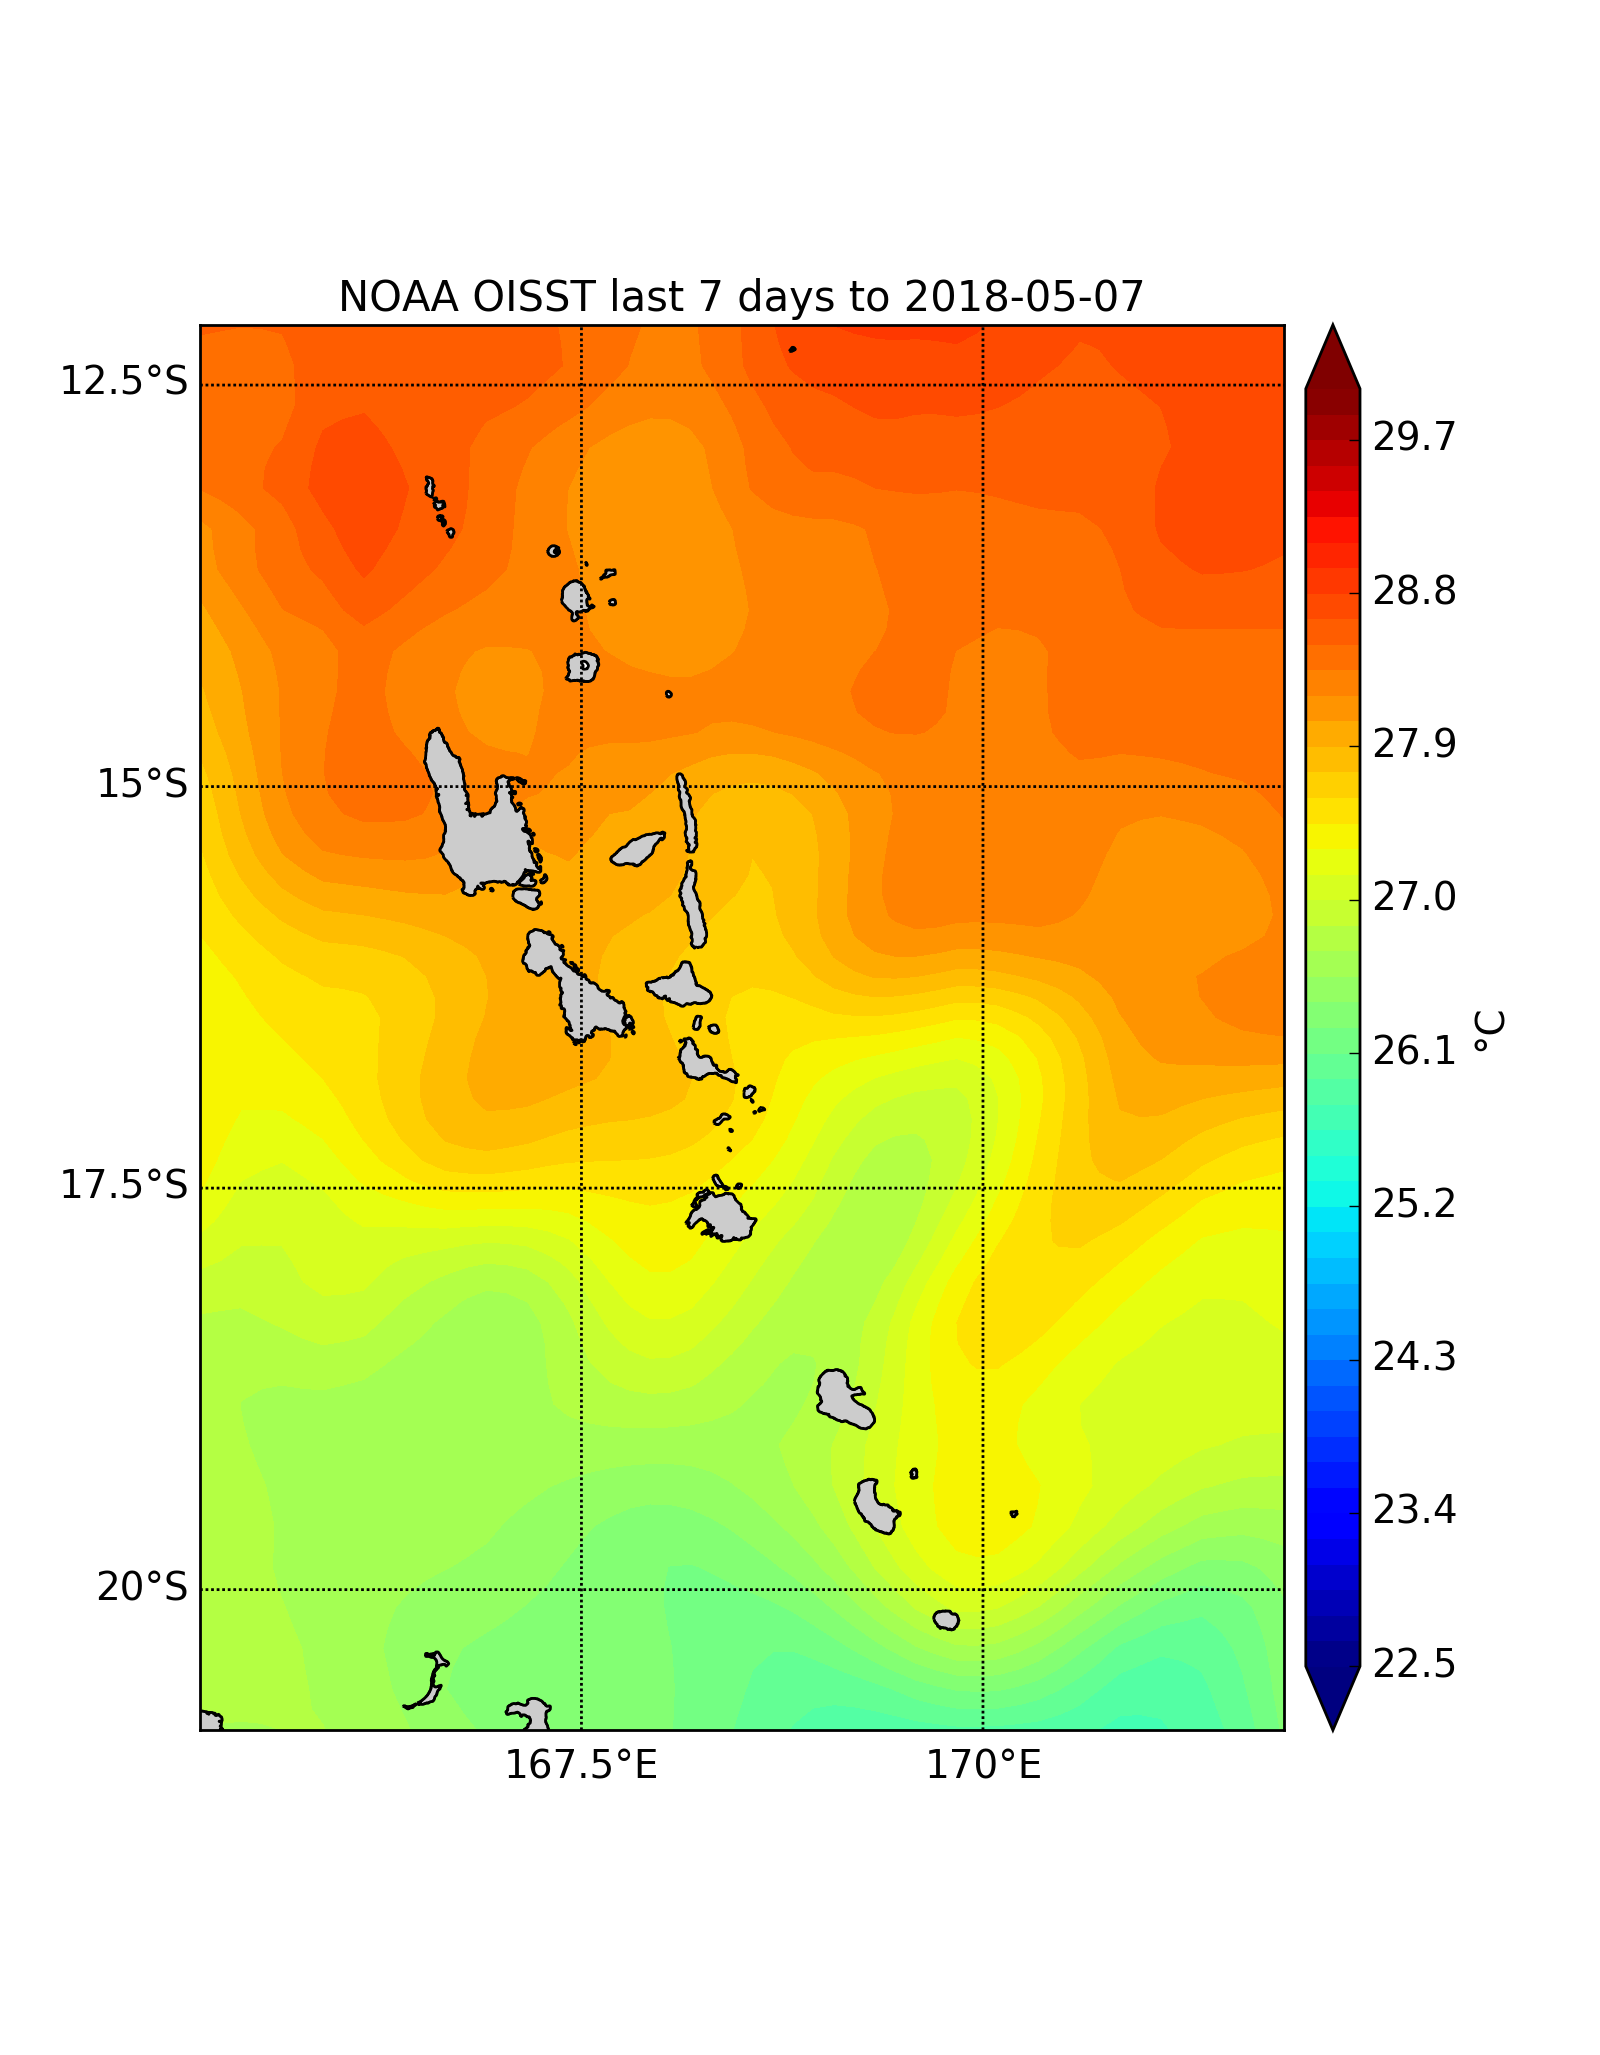 NOAA OISST last 7 days to 2018-05-07
12.5°S
15°S
17.5°S
20°S
167.5°E
170°E
29.7
28.8
27.9
27.0
26.1
25.2
24.3
23.4
22.5
°C